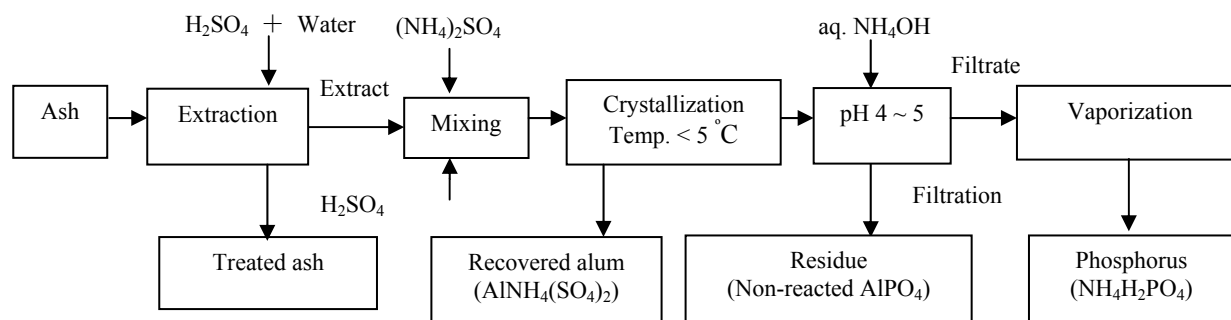 H₂SO₄ + Water
(NH₄)₂SO₄
aq. NH₄OH
Ash
Extraction
Extract
Mixing
Crystallization
Temp. < 5 °C
pH 4 ~ 5
Filtrate
Vaporization
H₂SO₄
Filtration
Treated ash
Recovered alum
(AlNH₄(SO₄)₂)
Residue
(Non-reacted AlPO₄)
Phosphorus
(NH₄H₂PO₄)